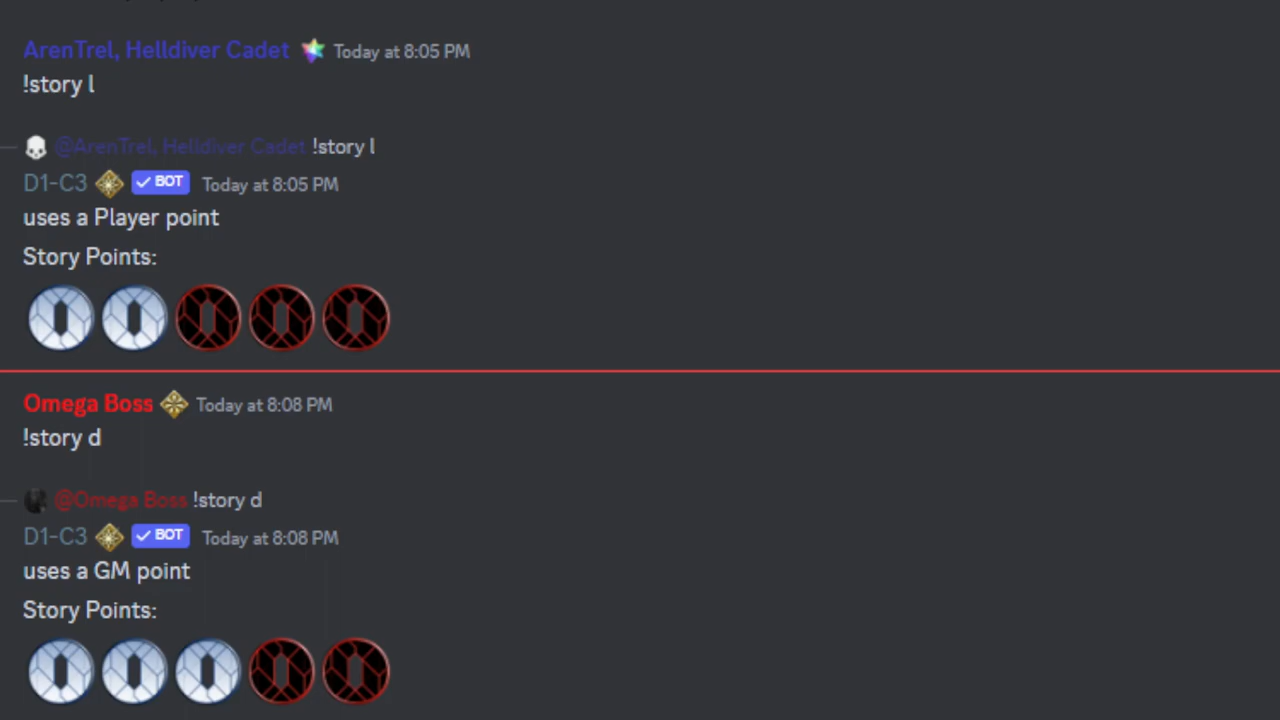 ArenTrel, Helldiver Cadet Today at 8:05 PM
!story l
@ArenTrel, Helldiver Cadet !story l
D1-C3 BOT Today at 8:05 PM
uses a Player point
Story Points:
Omega Boss Today at 8:08 PM
!story d
@Omega Boss !story d
D1-C3 BOT Today at 8:08 PM
uses a GM point
Story Points: